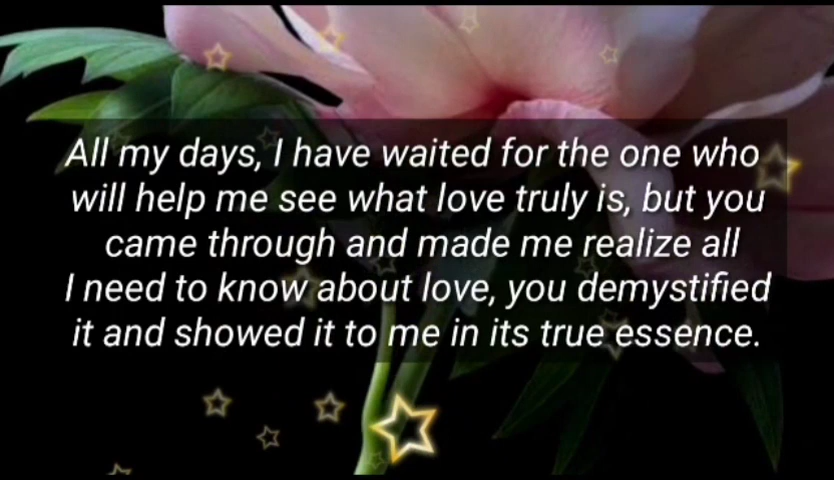 All my days, I have waited for the one who
will help me see what love truly is, but you
came through and made me realize all
I need to know about love, you demystified
it and showed it to me in its true essence.